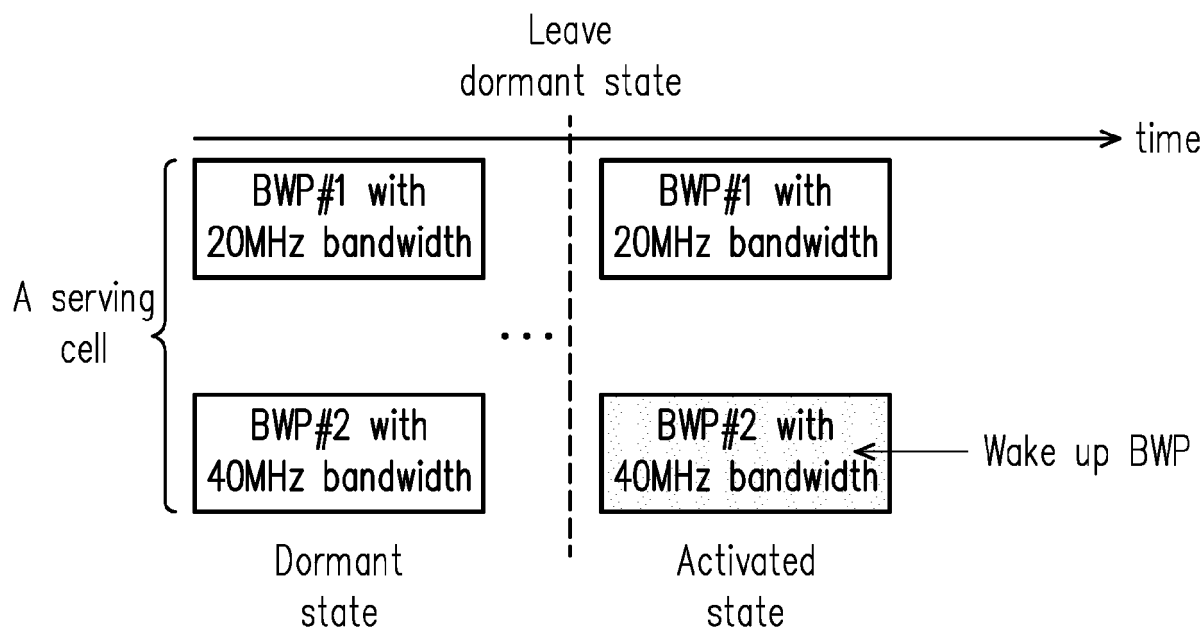 Leave
dormant state
time
BWP#1 with
20MHz bandwidth
BWP#1 with
20MHz bandwidth
A serving
cell
...
BWP#2 with
40MHz bandwidth
BWP#2 with
40MHz bandwidth
Wake up BWP
Dormant
state
Activated
state